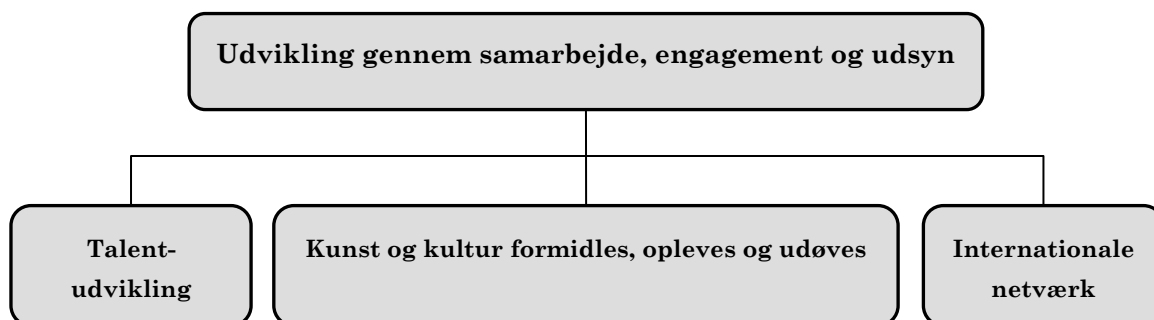 Udvikling gennem samarbejde, engagement og udsyn
Talent-
udvikling
Kunst og kultur formidles, opleves og udøves
Internationale
netværk